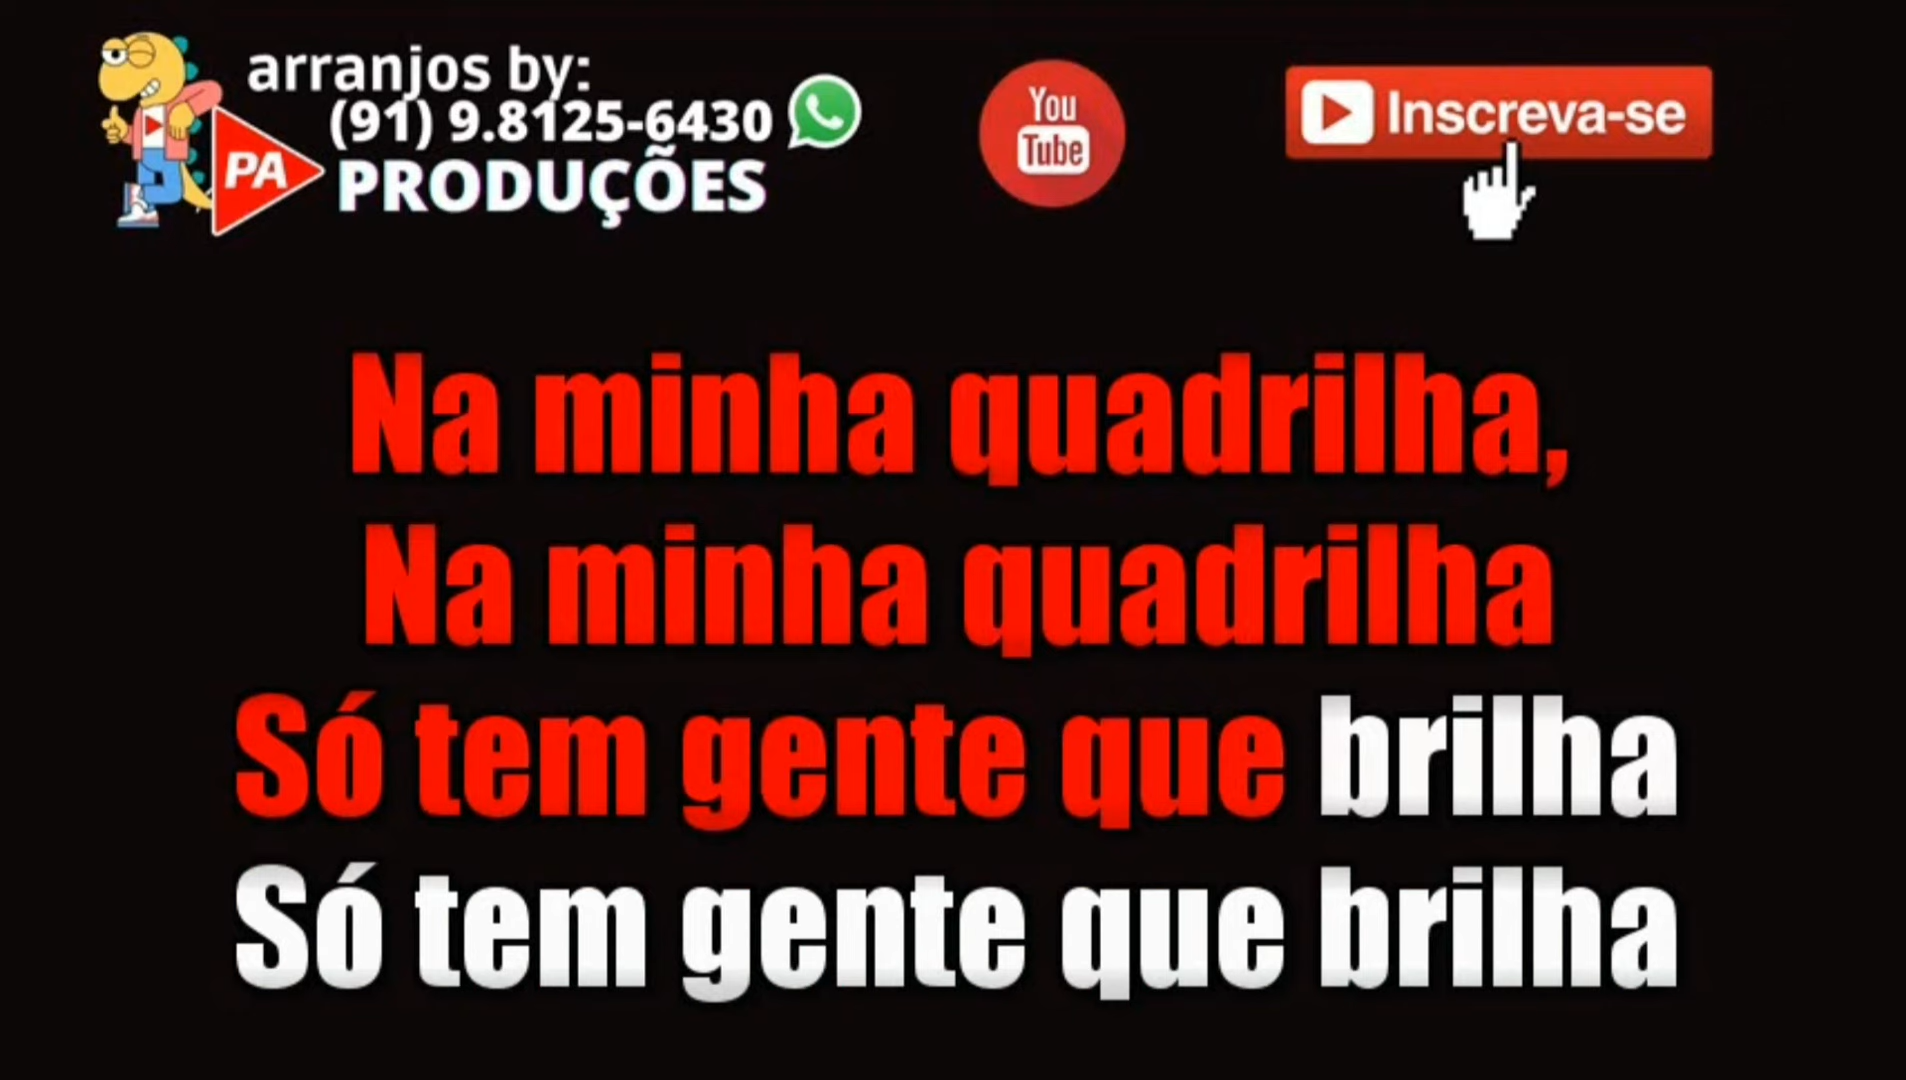 arranjos by:
(91) 9.8125-6430
PA
PRODUÇÕES
You
Tube
Inscreva-se
Na minha quadrilha,
Na minha quadrilha
Só tem gente que brilha
Só tem gente que brilha